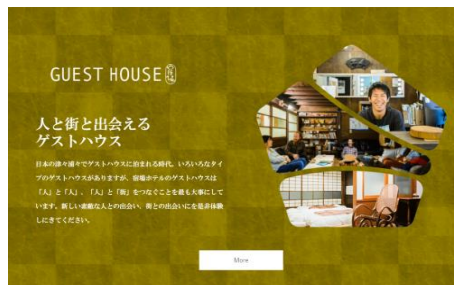 GUEST HOUSE
人と街と出会える
ゲストハウス
日本の津々浦々でゲストハウスに泊まれる時代。いろいろなタイ
プのゲストハウスがありますが、宿場ホテルのゲストハウスは
「人」と「人」、「人」と「街」をつなぐことを最も大事にして
います。新しい素敵な人との出会い、街との出会いにを是非体験
しにきてください。
More